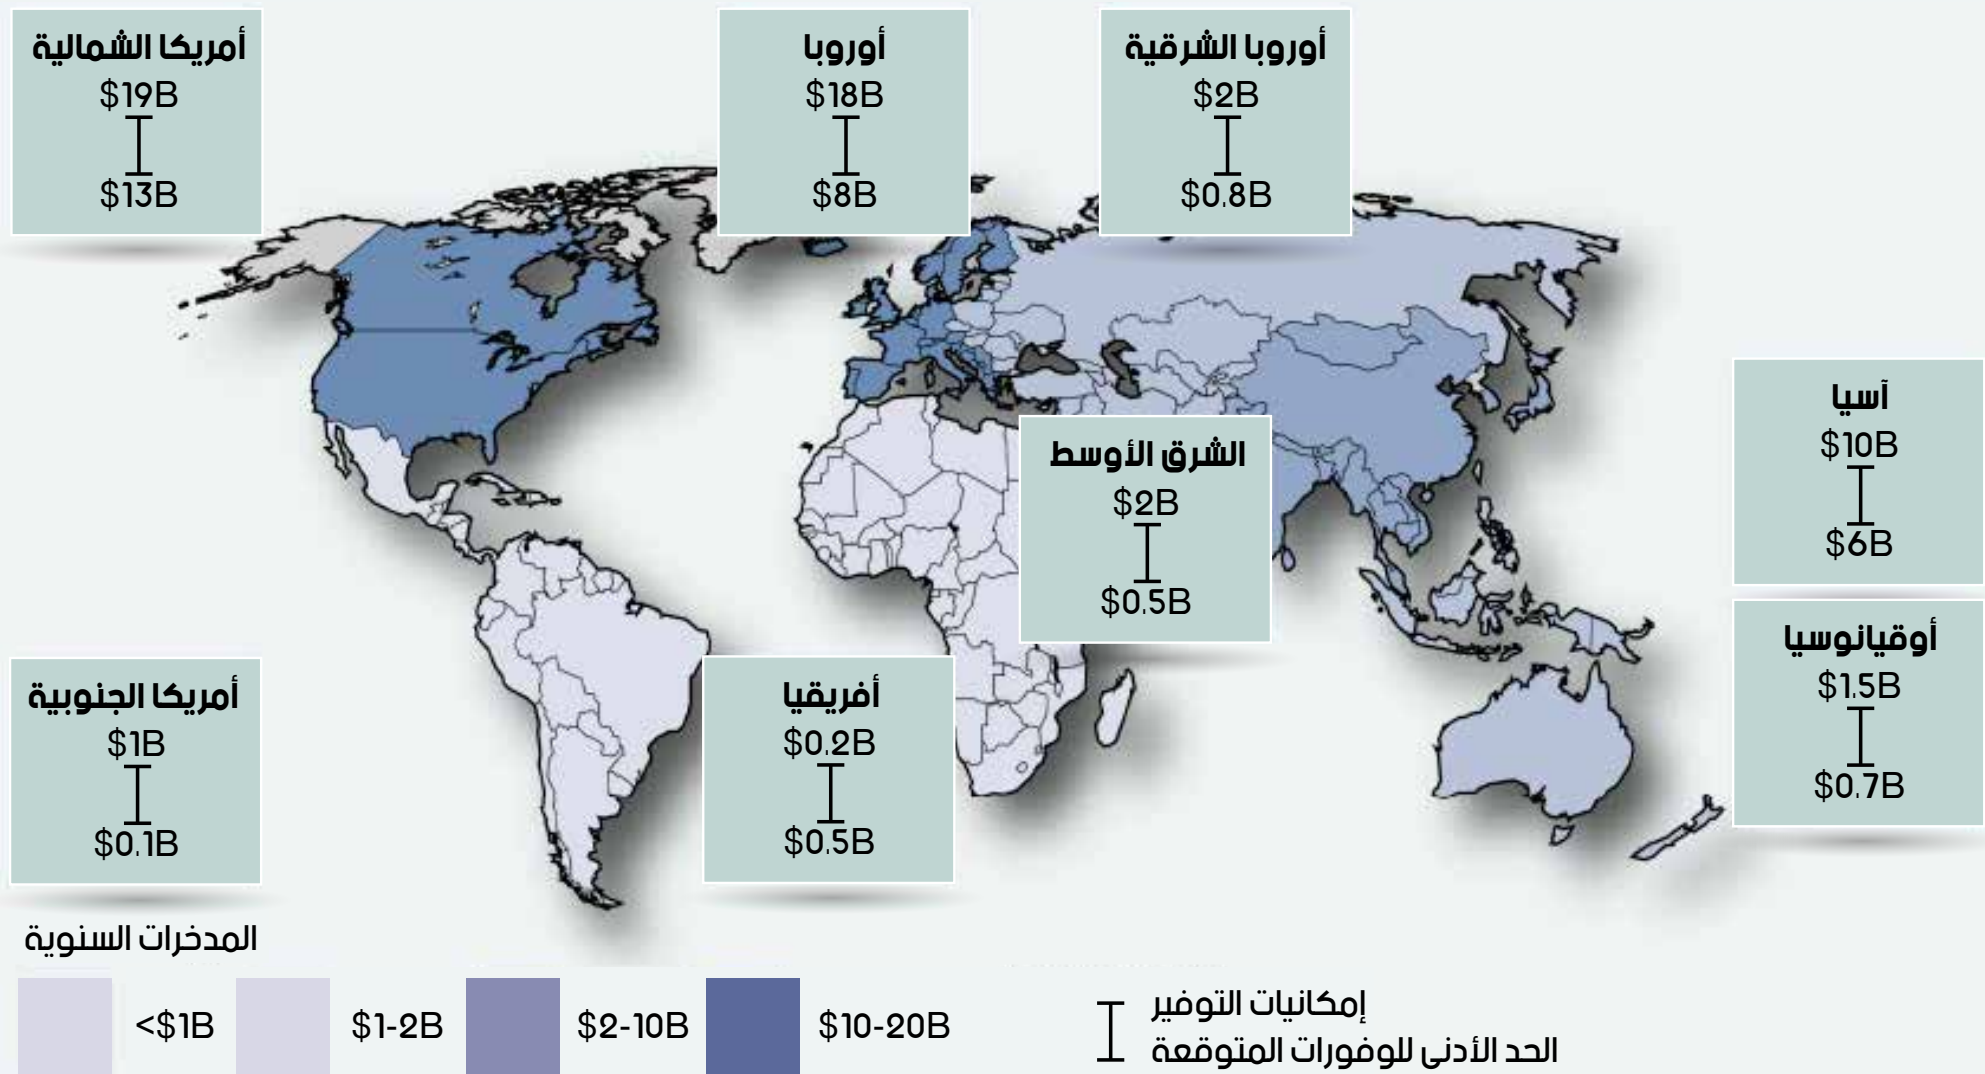 أمريكا الشمالية
$19B
$13B
أوروبا
$18B
$8B
أوروبا الشرقية
$2B
$0.8B
الشرق الأوسط
$2B
$0.5B
آسيا
$10B
$6B
أوقيانوسيا
$1.5B
$0.7B
أمريكا الجنوبية
$1B
$0.1B
أفريقيا
$0.2B
$0.5B
المدخرات السنوية
<$1B
$1-2B
$2-10B
$10-20B
إمكانيات التوفير
الحد الأدنى للوفورات المتوقعة